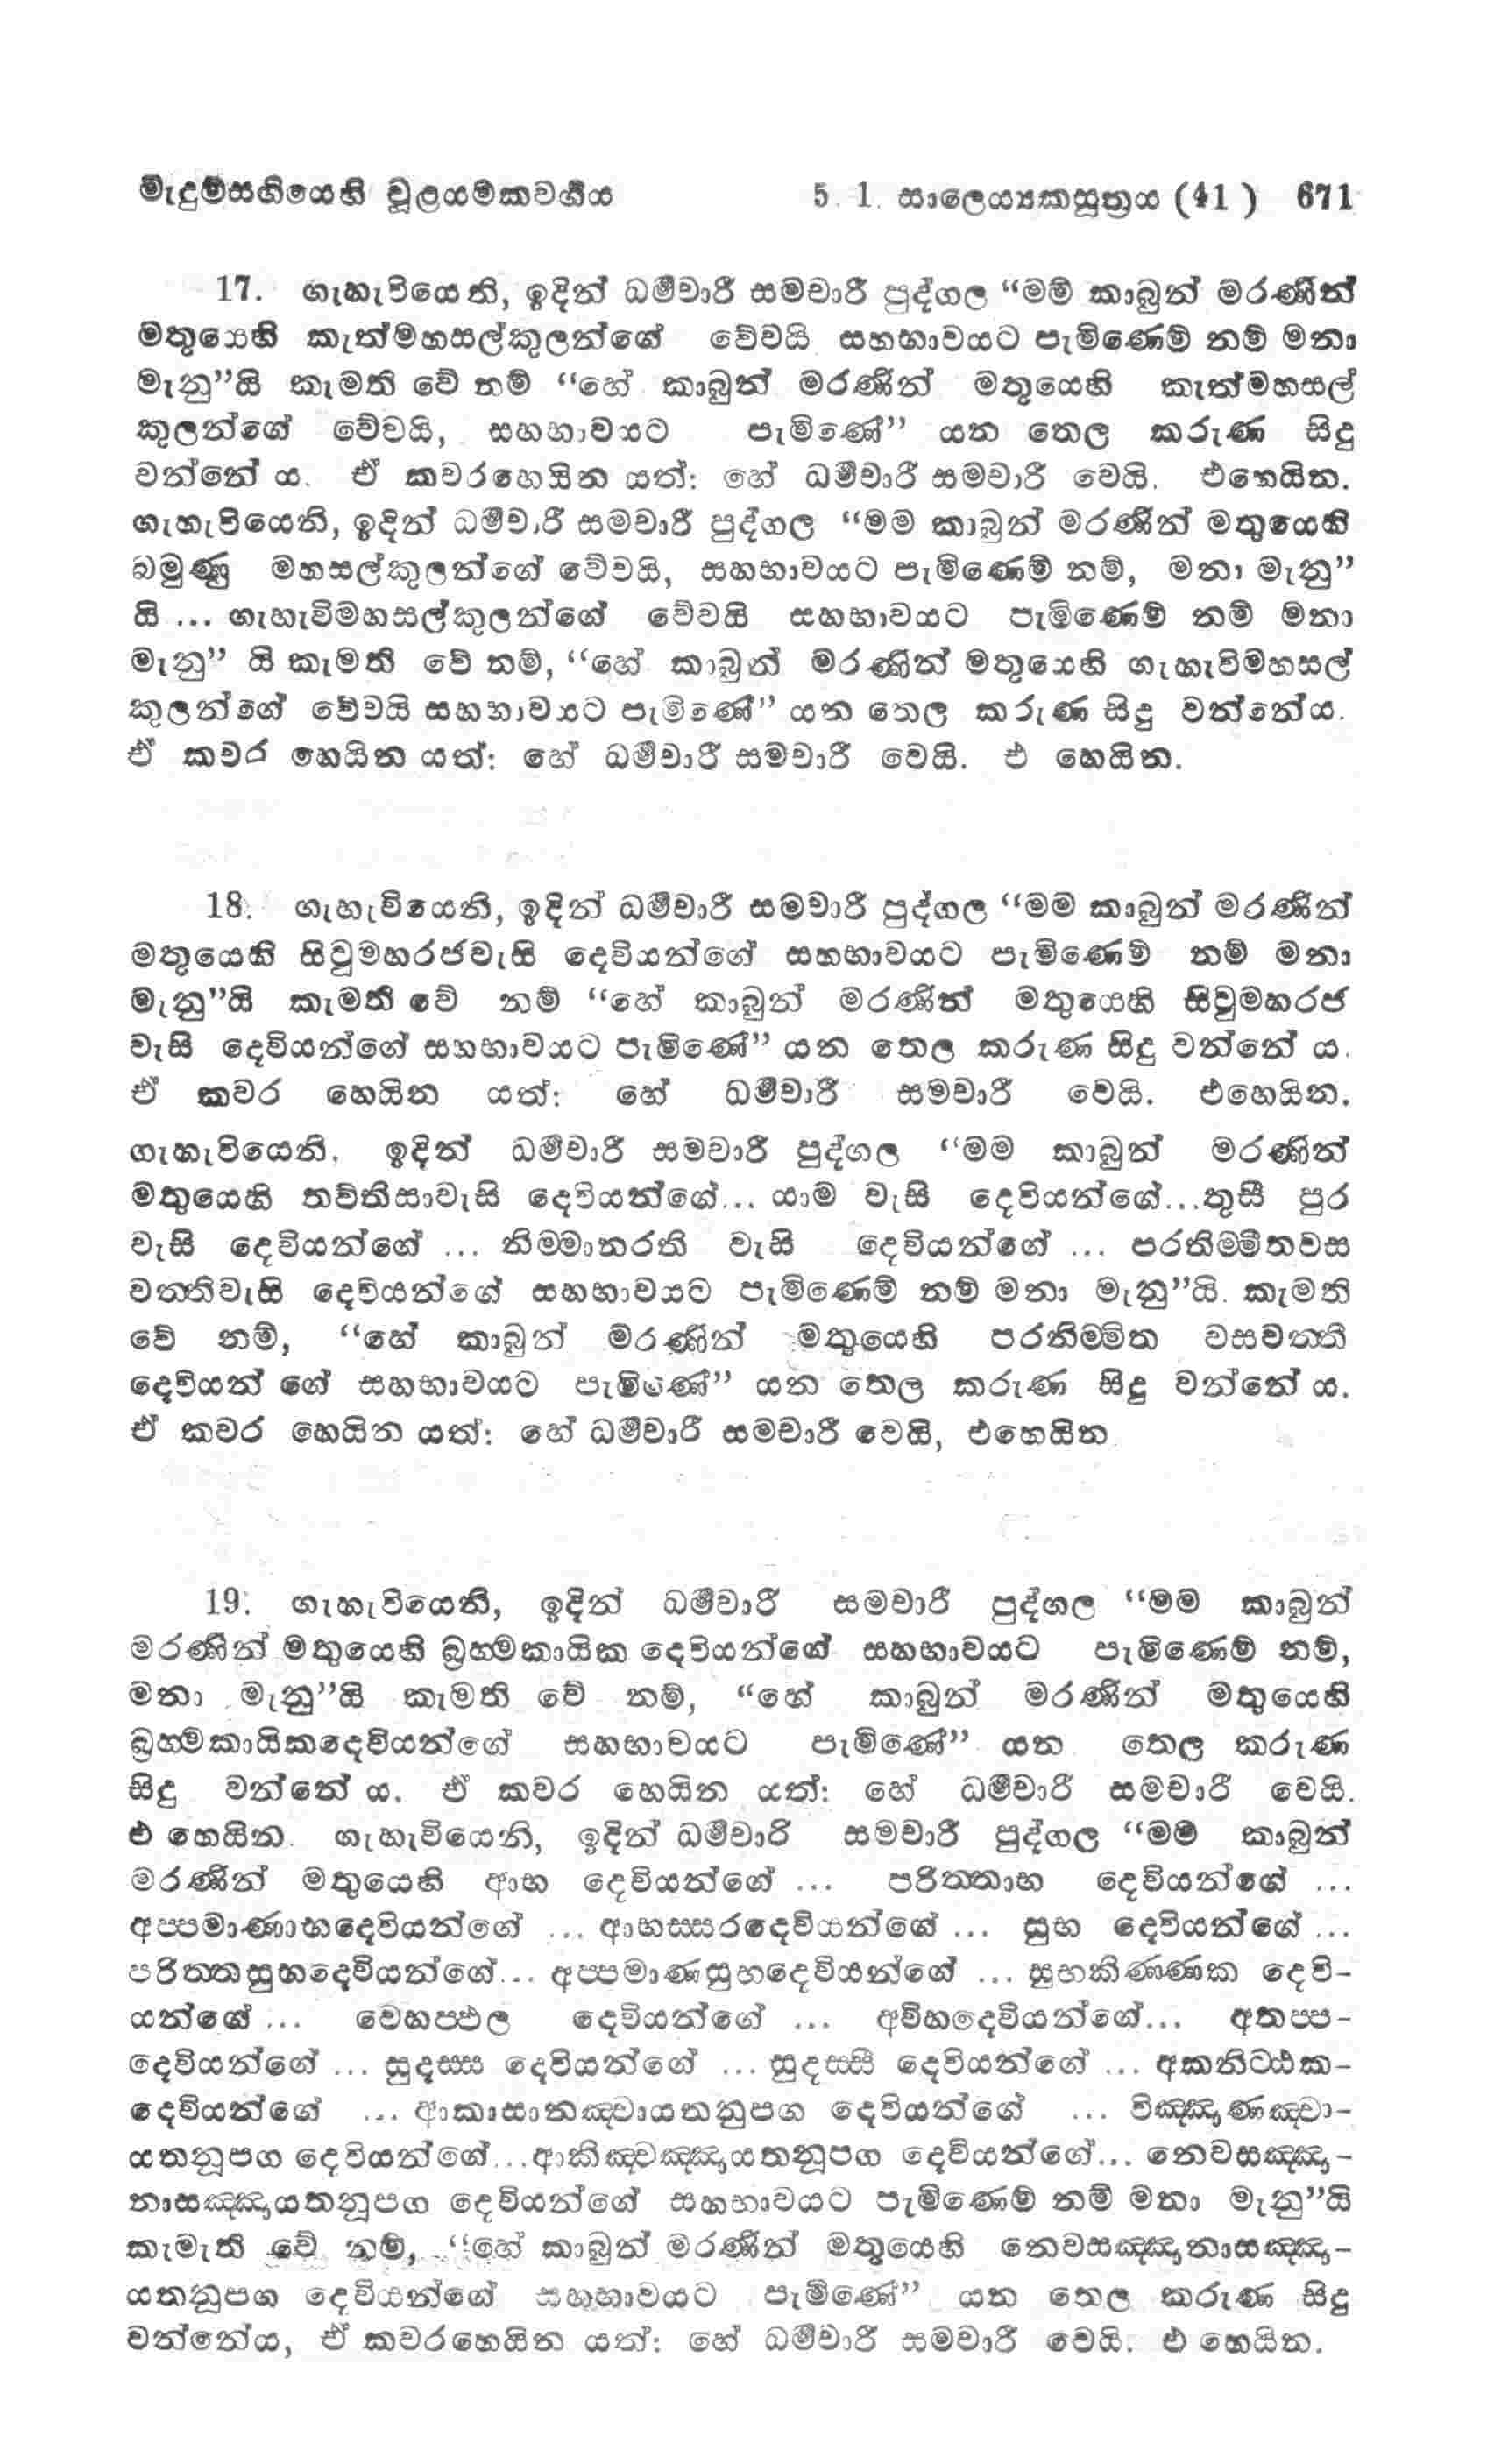 මැදුම්සඟියෙහි චූළයමකවර්‍ගය 5. 1. සාලෙය්‍යකසූත්‍රය (41) 671
17. ගැහැවියෙනි, ඉදින් ධර්‍මචාරී සමචාරී පුද්ගල “මම් කාබුන් මරණින්
මතුයෙහි කැත්මහසල්කුලන්ගේ වේවයි සහභාවයට පැමිණෙම් නම් මනා
මැනු”යි කැමති වේ නම් “හේ කාබුන් මරණින් මතුයෙහි කැත්මහසල්
කුලන්ගේ වේවයි, සහභාවයට පැමිණේ” යන තෙල කරුණ සිදු
වන්නේ ය. ඒ කවරහෙයින යත්: හේ ධර්‍මචාරී සමචාරී වෙයි. එහෙයින.
ගැහැවියෙනි, ඉදින් ධර්‍මචාරී සමචාරී පුද්ගල “මම කාබුන් මරණින් මතුයෙහි
බමුණු මහසල්කුලන්ගේ වේවයි, සහභාවයට පැමිණෙම් නම්, මනා මැනු”
යි ... ගැහැවිමහසල්කුලන්ගේ වේවයි සහභාවයට පැමිණෙම් නම් මනා
මැනු” යි කැමති වේ නම්, “හේ කාබුන් මරණින් මතුයෙහි ගැහැවිමහසල්
කුලන්ගේ වේවයි සහභාවයට පැමිණේ” යන තෙල කරුණ සිදු වන්නේය.
ඒ කවර හෙයින යත්: හේ ධර්‍මචාරී සමචාරී වෙයි. එ හෙයින.
18. ගැහැවියෙනි, ඉදින් ධර්‍මචාරී සමචාරී පුද්ගල “මම කාබුන් මරණින්
මතුයෙහි සිවුමහරජවැසි දෙවියන්ගේ සහභාවයට පැමිණෙම් නම් මනා
මැනු”යි කැමති වේ නම් “හේ කාබුන් මරණින් මතුයෙහි සිවුමහරජ
වැසි දෙවියන්ගේ සහභාවයට පැමිණේ” යන තෙල කරුණ සිදු වන්නේ ය.
ඒ කවර හෙයින යත්: හේ ධර්‍මචාරී සමචාරී වෙයි. එහෙයින.
ගැහැවියෙනි, ඉදින් ධර්‍මචාරී සමචාරී පුද්ගල “මම කාබුන් මරණින්
මතුයෙහි තව්තිසාවැසි දෙවියන්ගේ... යාම වැසි දෙවියන්ගේ...තුසී පුර
වැසි දෙවියන්ගේ ... නිම්මානරති වැසි දෙවියන්ගේ ... පරනිම්මිතවස
වත්තිවැසි දෙවියන්ගේ සහභාවයට පැමිණෙම් නම් මනා මැනු”යි. කැමති
වේ නම්, “හේ කාබුන් මරණින් මතුයෙහි පරනිම්මිත වසවත්ති
දෙවියන් ගේ සහභාවයට පැමිණේ” යන තෙල කරුණ සිදු වන්නේ ය.
ඒ කවර හෙයින යත්: හේ ධර්‍මචාරී සමචාරී වෙයි, එහෙයින
19. ගැහැවියෙනි, ඉදින් ධර්‍මචාරී සමචාරී පුද්ගල “මම කාබුන්
මරණින් මතුයෙහි බ්‍රහ්මකායික දෙවියන්ගේ සහභාවයට පැමිණෙම් නම්,
මනා මැනු”යි කැමති වේ නම්, “හේ කාබුන් මරණින් මතුයෙහි
බ්‍රහ්මකායිකදෙවියන්ගේ සහභාවයට පැමිණේ” යන තෙල කරුණ
සිදු වන්නේ ය. ඒ කවර හෙයින යත්: හේ ධර්‍මචාරී සමචාරී වෙයි.
එ හෙයින. ගැහැවියෙනි, ඉදින් ධර්‍මචාරි සමචාරී පුද්ගල “මම කාබුන්
මරණින් මතුයෙහි ආභ දෙවියන්ගේ ... පරිත්තාභ දෙවියන්ගේ ...
අප්පමාණාභදෙවියන්ගේ ... ආභස්සරදෙවියන්ගේ ... සුභ දෙවියන්ගේ ...
පරිත්තසුභදෙවියන්ගේ... අප්පමාණසුභදෙවියන්ගේ ... සුභකිණ්ණක දෙවි-
යන්ගේ ... වෙහප්ඵල දෙවියන්ගේ ... අවිහදෙවියන්ගේ... අතප්ප-
දෙවියන්ගේ ... සුදස්ස දෙවියන්ගේ ... සුදස්සී දෙවියන්ගේ ... අකනිට්ඨක-
දෙවියන්ගේ ... ආකාසානඤ්චායතනුපග දෙවියන්ගේ ... විඤ්ඤාණඤ්චා-
යතනූපග දෙවියන්ගේ...ආකිඤ්චඤ්ඤායතනූපග දෙවියන්ගේ... නෙවසඤ්ඤා-
නාසඤ්ඤායතනූපග දෙවියන්ගේ සහභාවයට පැමිණෙම් නම් මනා මැනු”යි
කැමැති වේ නම්, “හේ කාබුන් මරණින් මතුයෙහි නෙවසඤ්ඤානාසඤ්ඤා-
යතනුපග දෙවියන්ගේ සහභාවයට පැමිණේ” යන තෙල කරුණ සිදු
වන්නේය, ඒ කවරහෙයින යත්: හේ ධර්‍මචාරී සමචාරී වෙයි. එ හෙයින.